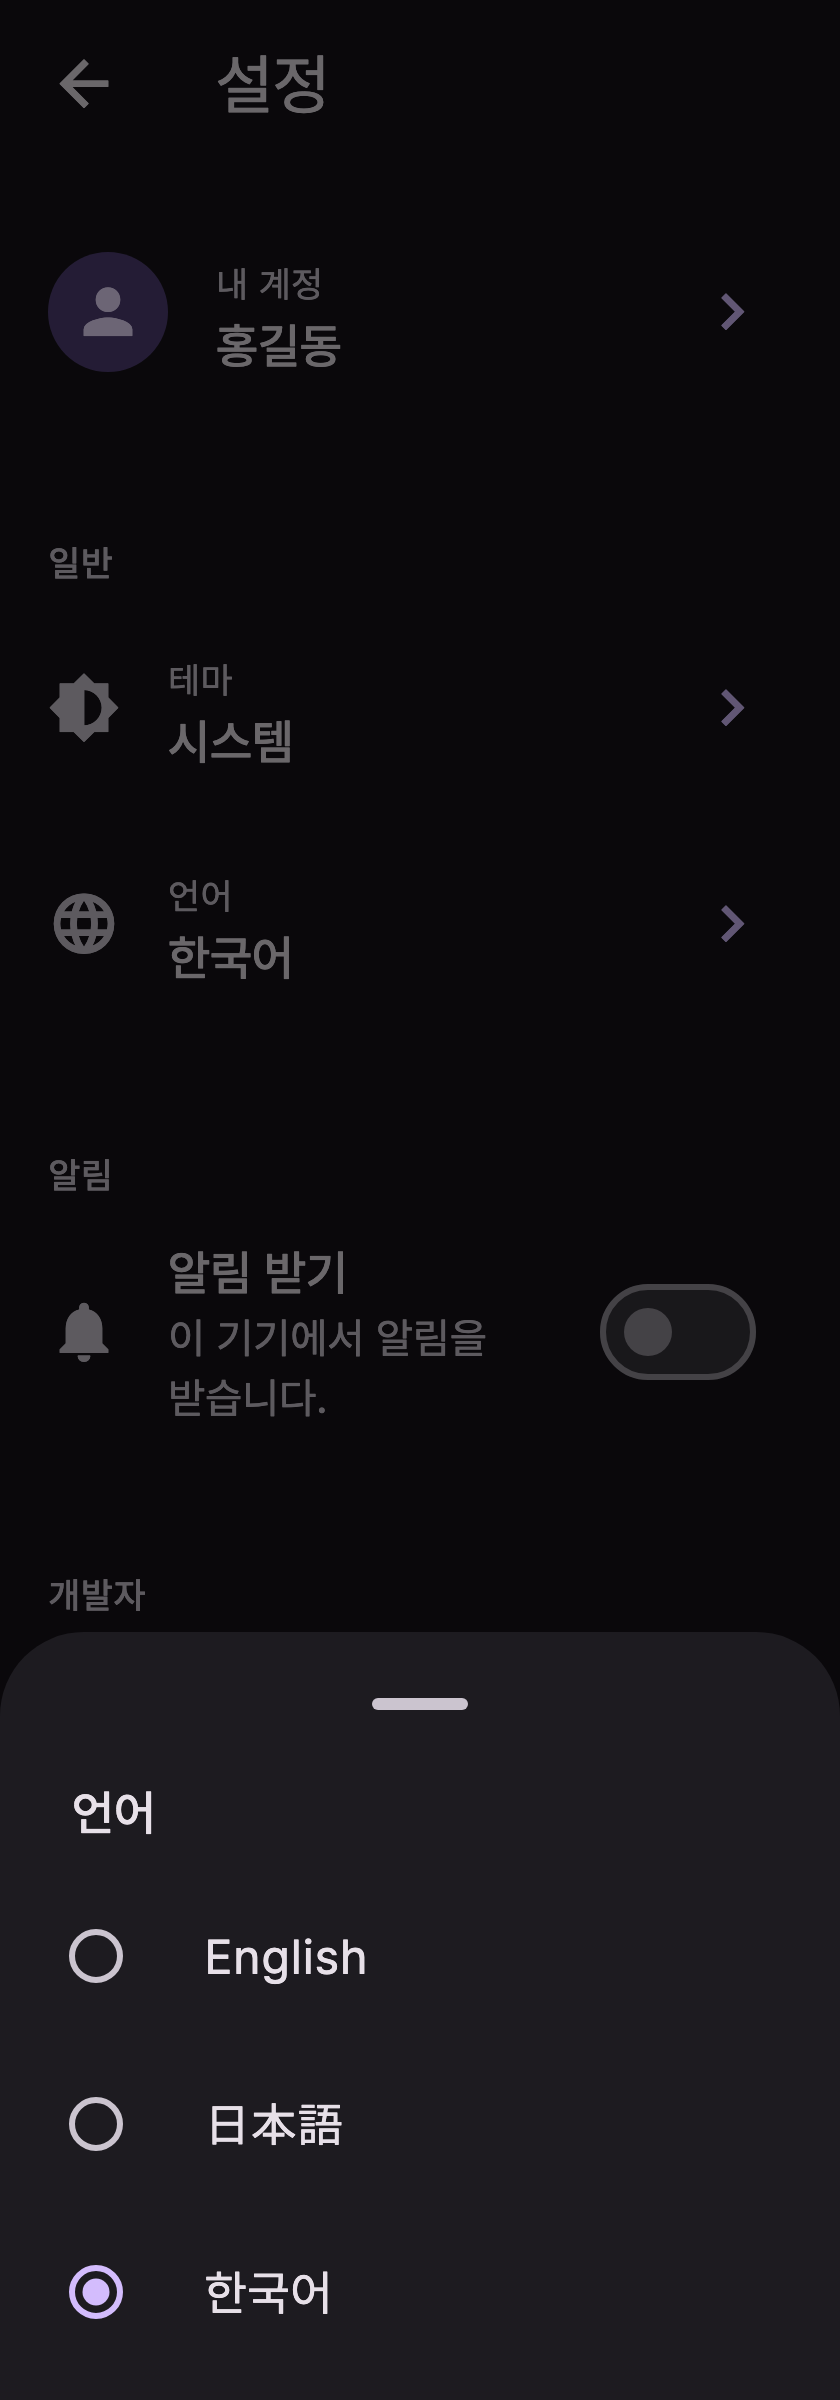 설정
내 계정
홍길동
일반
테마
시스템
언어
한국어
알림
알림 받기
이 기기에서 알림을
받습니다.
개발자
언어
English
日本語
한국어